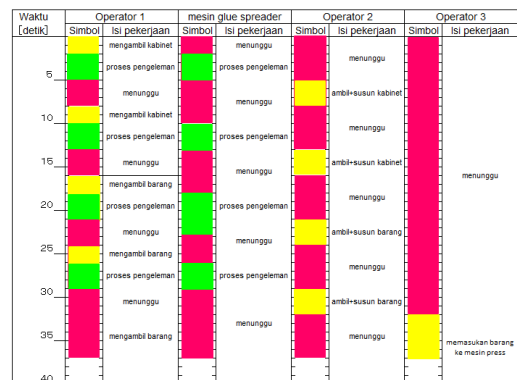 Waktu [detik] Operator 1 mesin glue spreader Operator 2 Operator 3
Simbol Isi pekerjaan Simbol Isi pekerjaan Simbol Isi pekerjaan Simbol Isi pekerjaan
mengambil kabinet menunggu
menunggu
proses pengeleman proses pengeleman
5
menunggu menunggu ambil+susun kabinet
mengambil kabinet
10
menunggu
proses pengeleman proses pengeleman
15
menunggu ambil+susun kabinet
menunggu menunggu
mengambil barang
menunggu
20
proses pengeleman proses pengeleman
menunggu ambil+susun barang
menunggu
25
mengambil barang
menunggu
proses pengeleman proses pengeleman
30
menunggu ambil+susun barang
menunggu
35
mengambil barang menunggu memasukan barang
ke mesin press
40